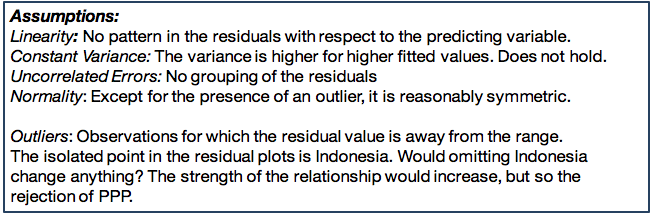 Assumptions:
Linearity: No pattern in the residuals with respect to the predicting variable.
Constant Variance: The variance is higher for higher fitted values. Does not hold.
Uncorrelated Errors: No grouping of the residuals
Normality: Except for the presence of an outlier, it is reasonably symmetric.
Outliers: Observations for which the residual value is away from the range.
The isolated point in the residual plots is Indonesia. Would omitting Indonesia
change anything? The strength of the relationship would increase, but so the
rejection of PPP.